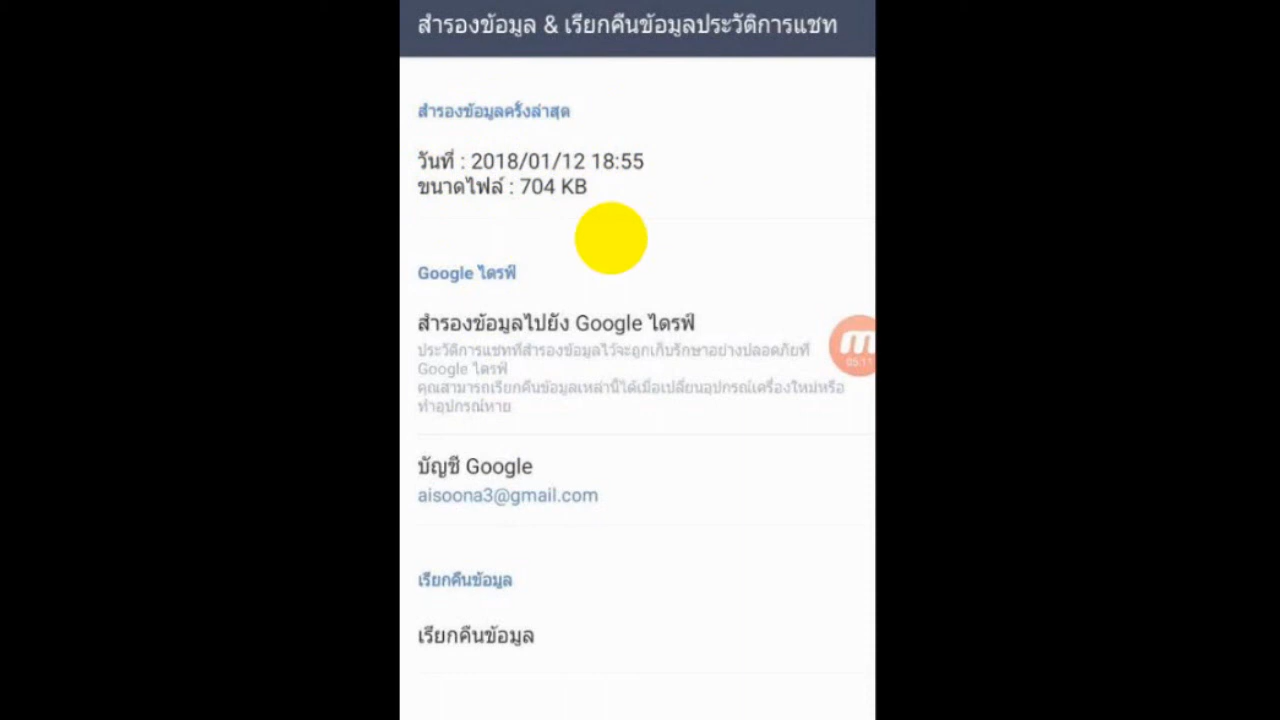 สำรองข้อมูล & เรียกคืนข้อมูลประวัติการแชท
สำรองข้อมูลครั้งล่าสุด
วันที่ : 2018/01/12 18:55
ขนาดไฟล์ : 704 KB
Google ไดรฟ์
สำรองข้อมูลไปยัง Google ไดรฟ์
ประวัติการแชทที่สำรองข้อมูลไว้จะถูกเก็บรักษาอย่างปลอดภัยที่
Google ไดรฟ์
คุณสามารถเรียกคืนข้อมูลเหล่านี้ได้เมื่อเปลี่ยนอุปกรณ์เครื่องใหม่หรือ
ทำอุปกรณ์หาย
05:11
บัญชี Google
aisoona3@gmail.com
เรียกคืนข้อมูล
เรียกคืนข้อมูล